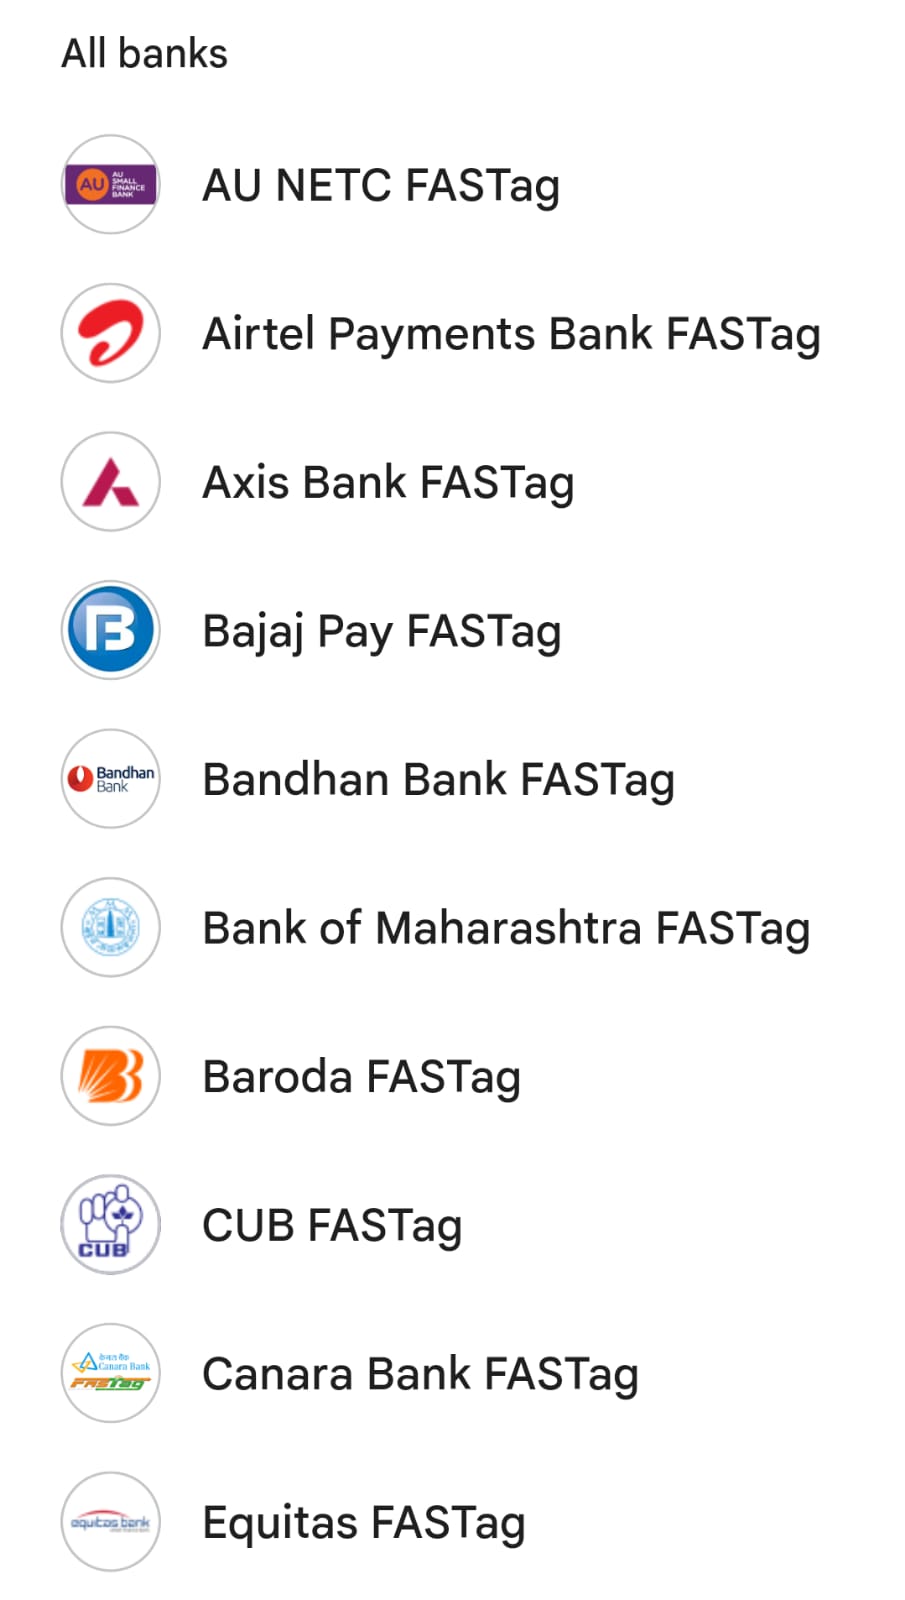 All banks
AU
AU
SMALL
FINANCE
BANK
AU NETC FASTag
Airtel Payments Bank FASTag
Axis Bank FASTag
B
Bajaj Pay FASTag
Bandhan
Bank
Bandhan Bank FASTag
Bank of Maharashtra FASTag
Baroda FASTag
CUB
CUB FASTag
केनरा बैंक
Canara Bank
FASTag
Canara Bank FASTag
equitas bank
Equitas FASTag